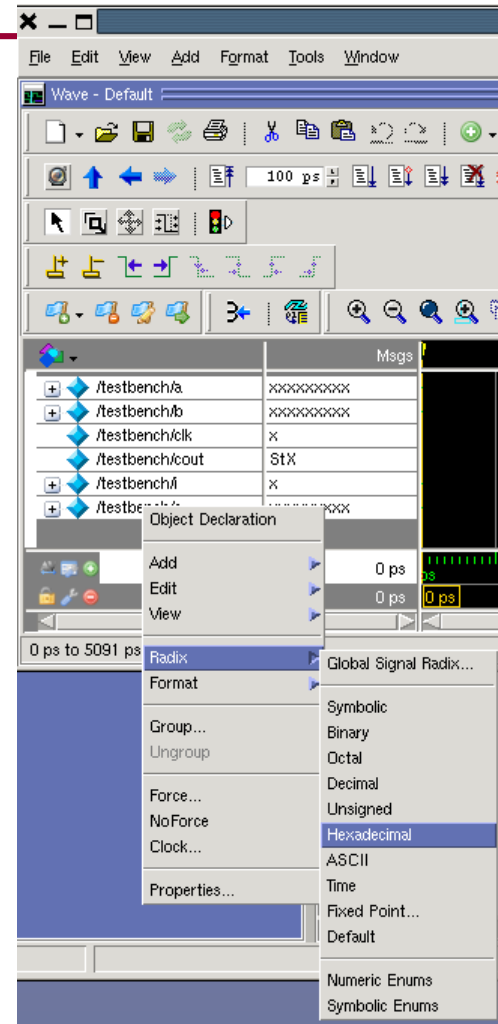 File Edit View Add Format Tools Window
Wave - Default
100 ps
Msgs
/testbench/a xxxxxxxxx
/testbench/b xxxxxxxxx
/testbench/clk x
/testbench/cout StX
/testbench/i x
Object Declaration
Add 0 ps ps
Edit 0 ps 0 ps
View
0 ps to 5091 ps
Radix Global Signal Radix...
Format
Symbolic
Group... Binary
Ungroup Octal
Decimal
Force... Unsigned
NoForce Hexadecimal
Clock... ASCII
Properties... Time
Fixed Point...
Default
Numeric Enums
Symbolic Enums